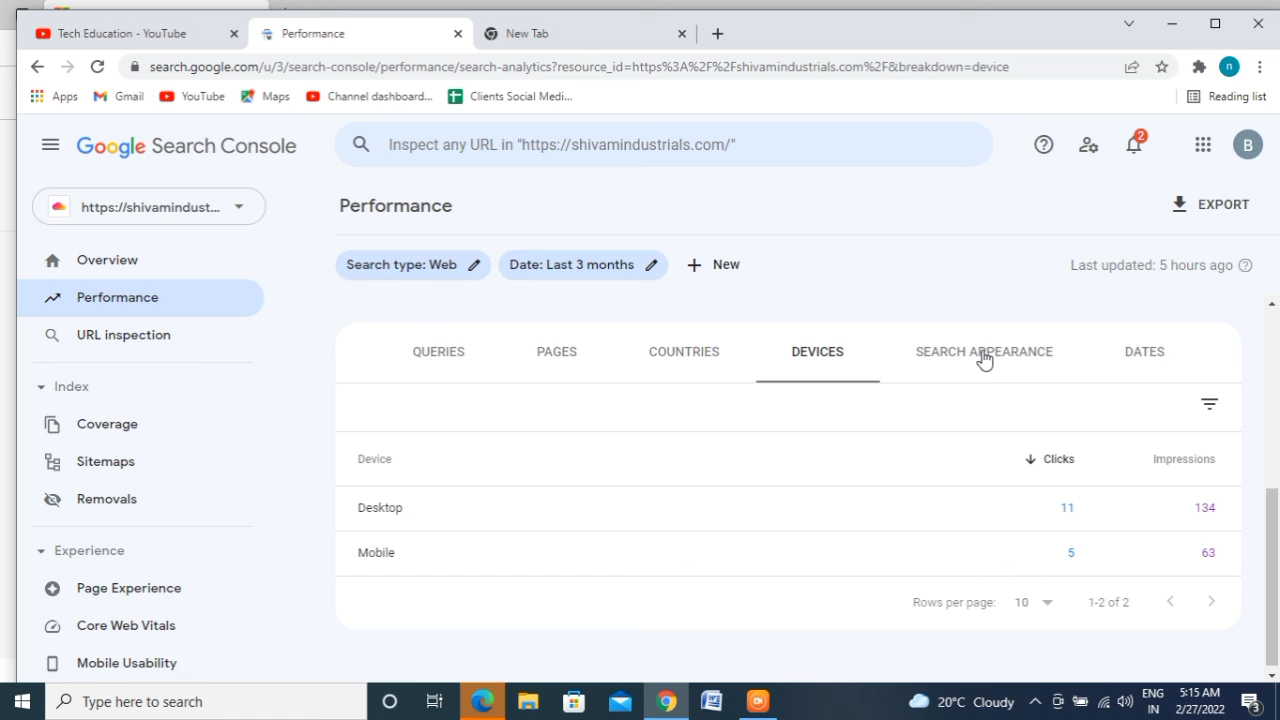 Tech Education - YouTube
Performance
New Tab
search.google.com/u/3/search-console/performance/search-analytics?resource_id=https%3A%2F%2Fshivamindustrials.com%2F&breakdown=device
n
Apps
Gmail
YouTube
Maps
Channel dashboard...
Clients Social Medi...
Reading list
Google Search Console
Inspect any URL in "https://shivamindustrials.com/"
2
B
https://shivamindust...
Performance
EXPORT
Overview
Search type: Web
Date: Last 3 months
New
Last updated: 5 hours ago
Performance
URL inspection
QUERIES
PAGES
COUNTRIES
DEVICES
SEARCH APPEARANCE
DATES
Index
Coverage
Sitemaps
Removals
Device
Clicks
Impressions
Desktop
11
134
Experience
Mobile
5
63
Page Experience
Rows per page:
10
1-2 of 2
Core Web Vitals
Mobile Usability
Type here to search
20°C Cloudy
ENG
IN
5:15 AM
2/27/2022
3